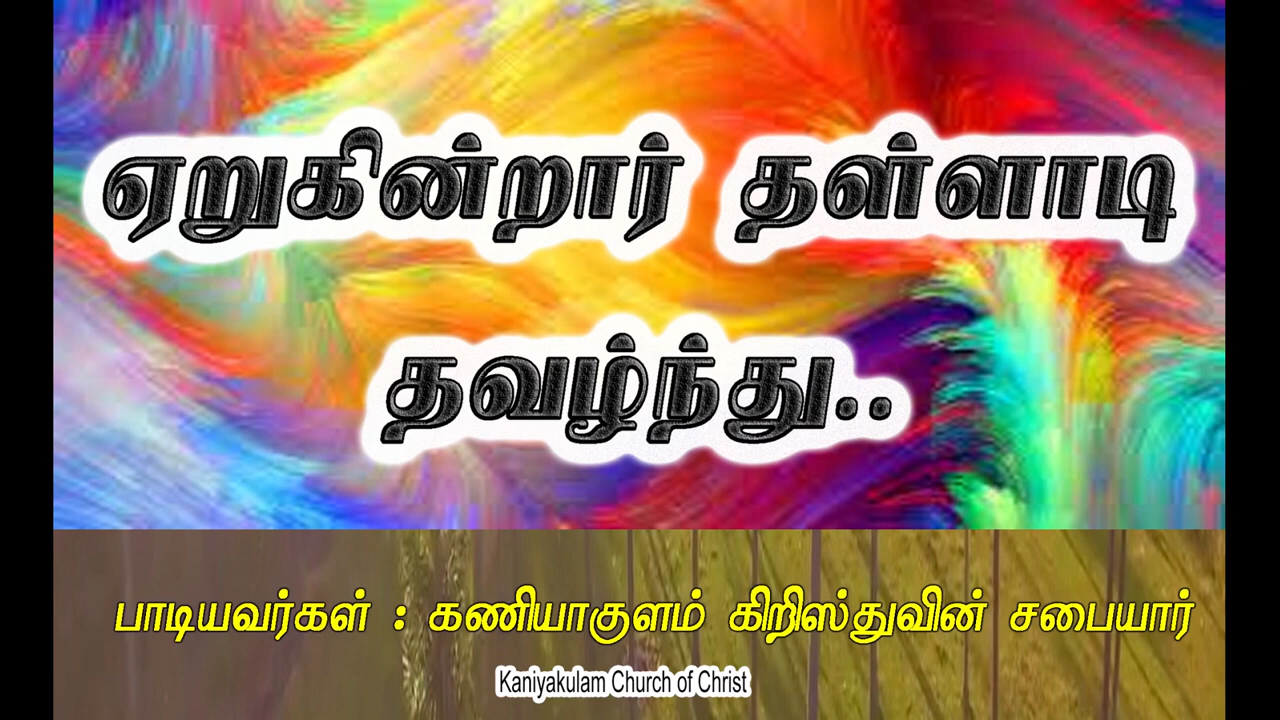 ஏறுகின்றார் தள்ளாடி
தவழ்ந்து..
பாடியவர்கள் : கணியாகுளம் கிறிஸ்துவின் சபையார்
Kaniyakulam Church of Christ